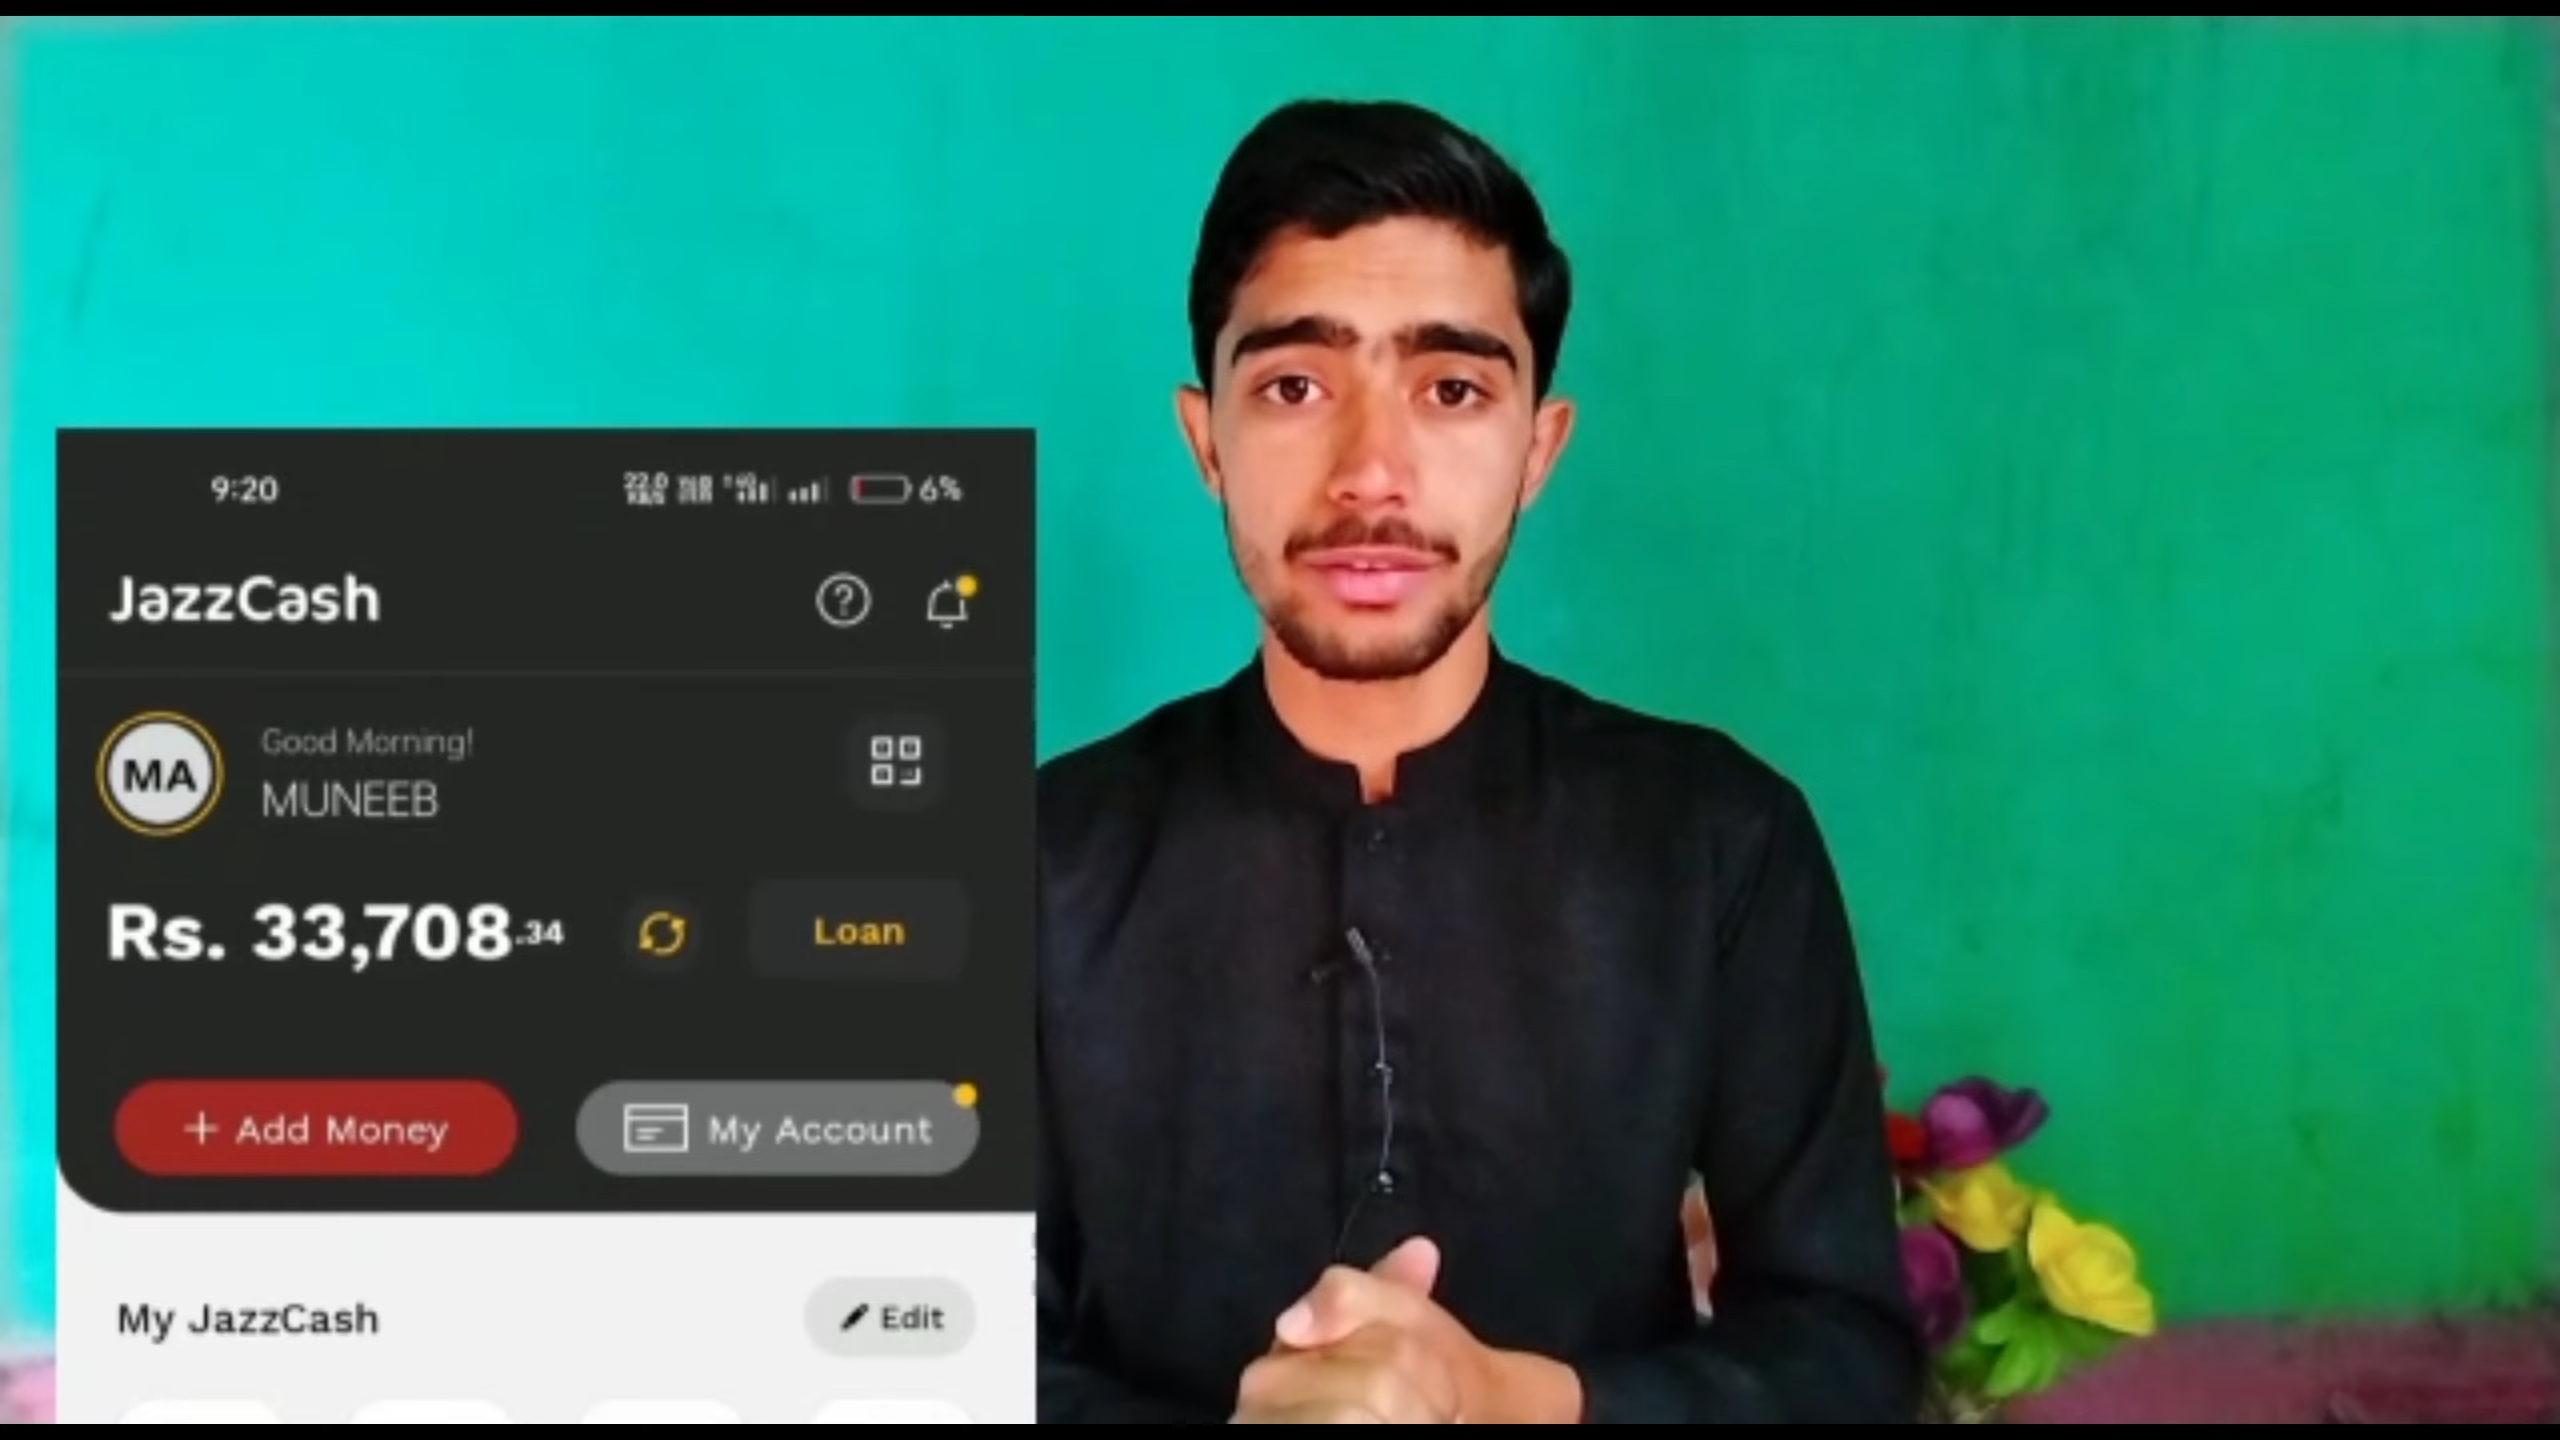 9:20
6%
JazzCash
MA
Good Morning!
MUNEEB
Rs. 33,708.34
Loan
+ Add Money
My Account
My JazzCash
Edit